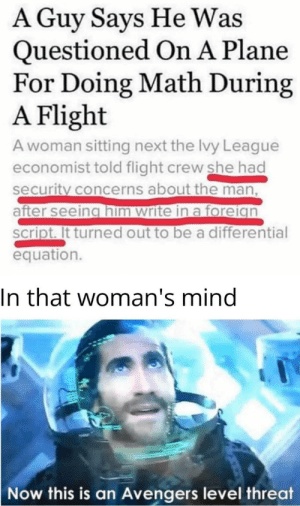 A Guy Says He Was
Questioned On A Plane
For Doing Math During
A Flight
A woman sitting next the Ivy League
economist told flight crew she had
security concerns about the man,
after seeing him write in a foreign
script. It turned out to be a differential
equation.
In that woman's mind
Now this is an Avengers level threat